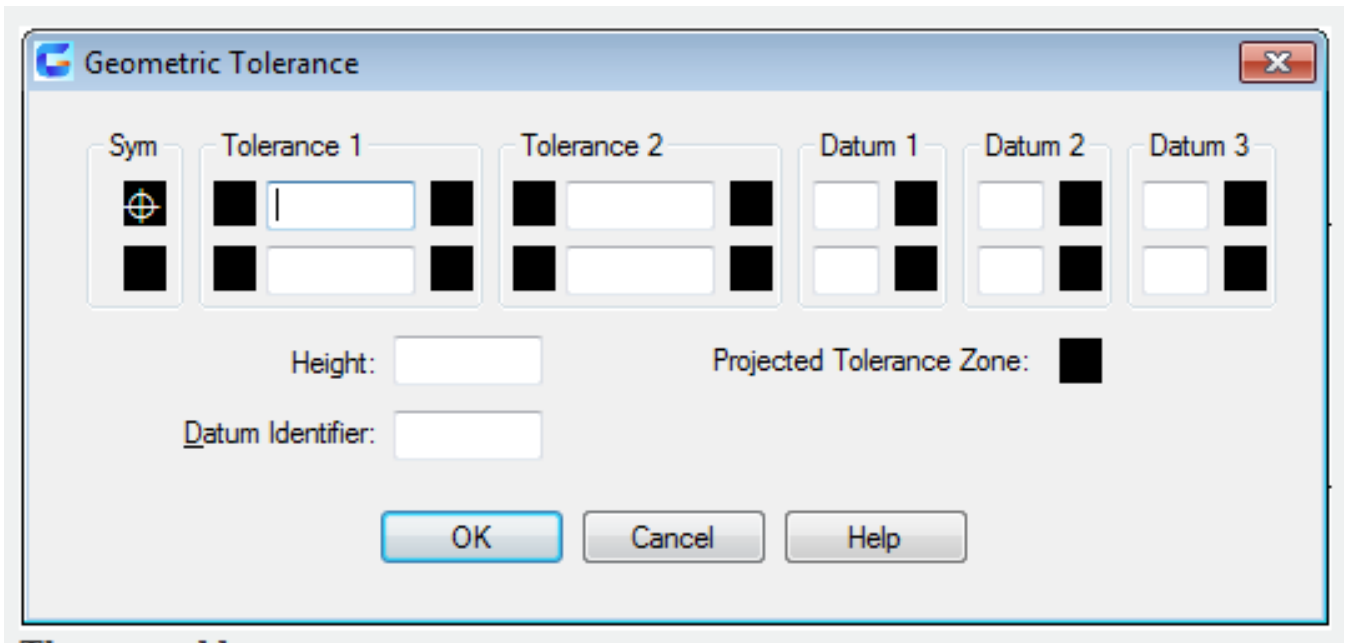 Geometric Tolerance
Sym Tolerance 1 Tolerance 2 Datum 1 Datum 2 Datum 3
Height: Projected Tolerance Zone:
Datum Identifier:
OK Cancel Help